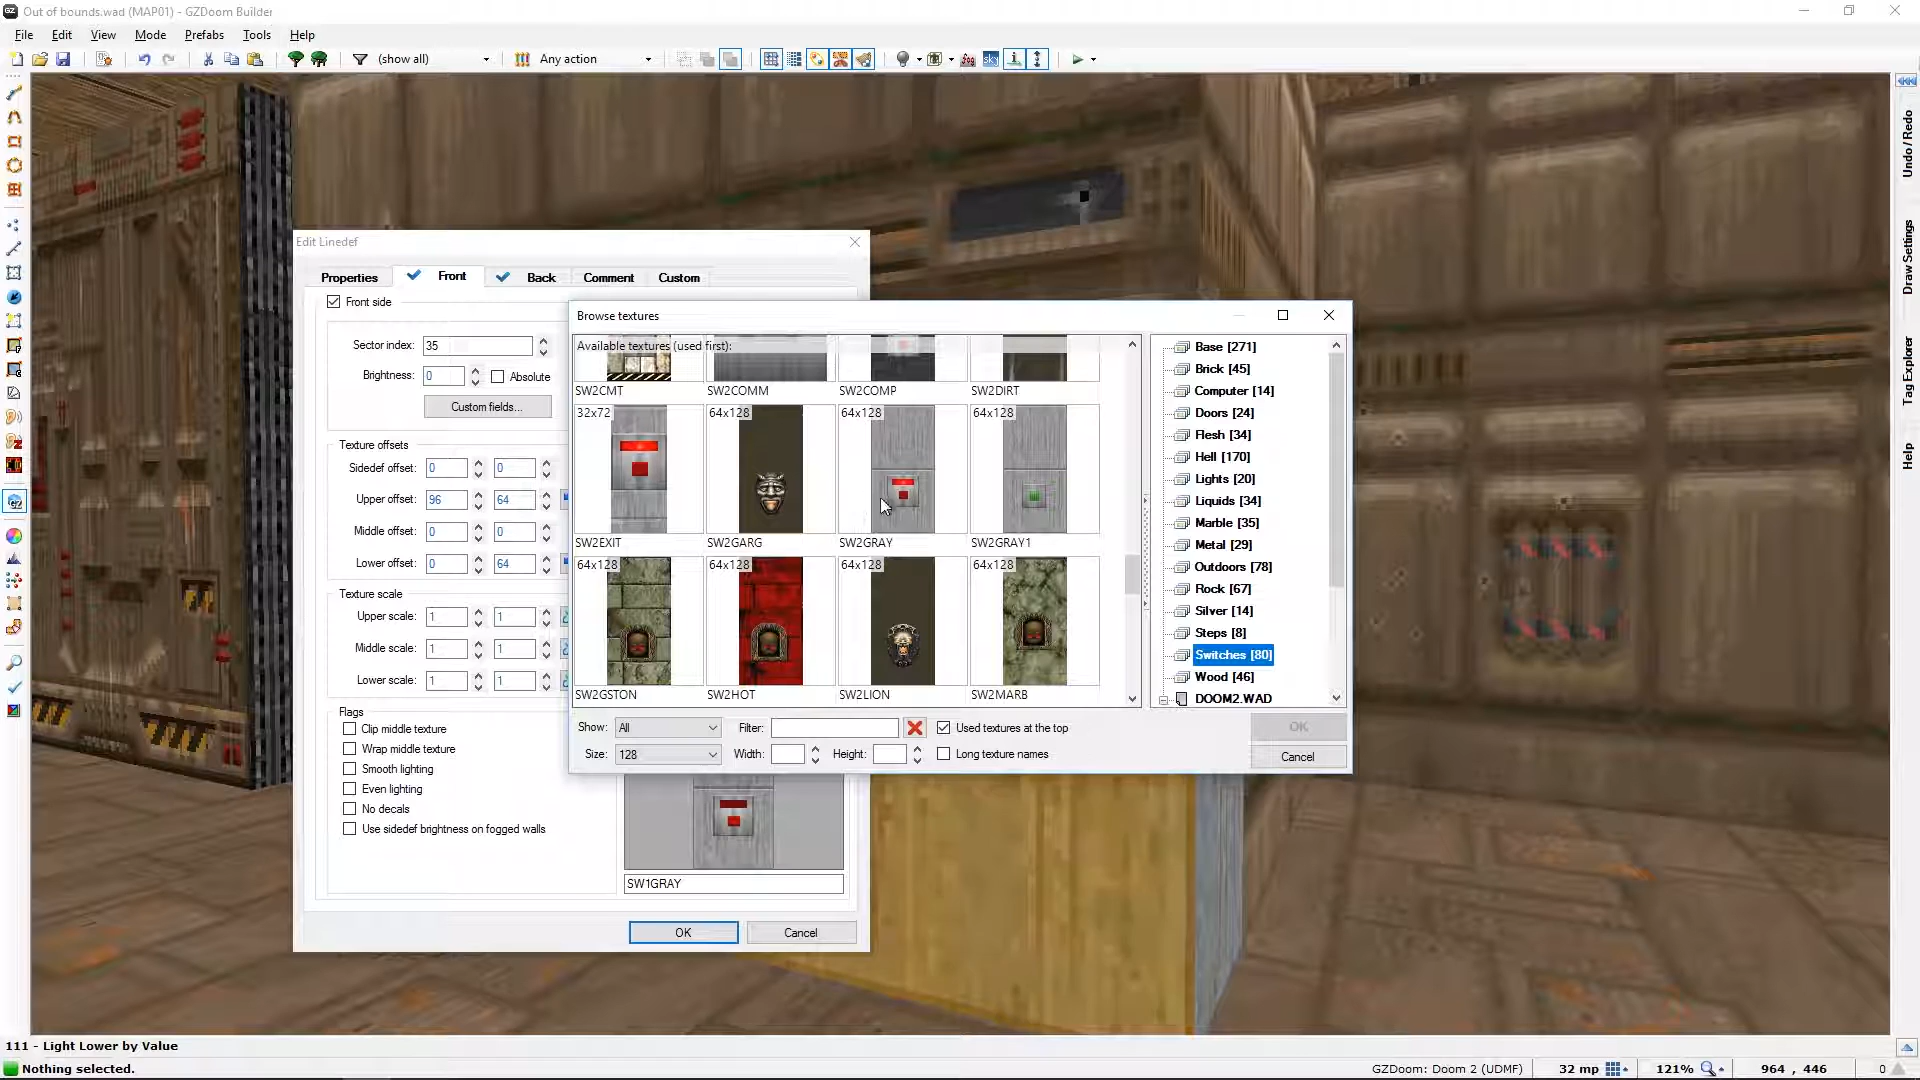 Out of bounds.wad (MAP01) - GZDoom Builder
File Edit View Mode Prefabs Tools Help
(show all) Any action
Edit Linedef
Properties Front Back Comment Custom
Front side
Sector index: 35
Brightness: 0 Absolute
Custom fields...
Texture offsets
Sidedef offset: 0 0
Upper offset: 96 64
Middle offset: 0 0
Lower offset: 0 64
Texture scale
Upper scale: 1 1
Middle scale: 1 1
Lower scale: 1 1
Flags
Clip middle texture
Wrap middle texture
Smooth lighting
Even lighting
No decals
Use sidedef brightness on fogged walls
SW1GRAY
OK Cancel
Browse textures
Available textures (used first):
SW2CMT SW2COMM SW2COMP SW2DIRT
32x72 64x128 64x128 64x128
SW2EXIT SW2GARG SW2GRAY SW2GRAY1
64x128 64x128 64x128 64x128
SW2GSTON SW2HOT SW2LION SW2MARB
Base [271]
Brick [45]
Computer [14]
Doors [24]
Flesh [34]
Hell [170]
Lights [20]
Liquids [34]
Marble [35]
Metal [29]
Outdoors [78]
Rock [67]
Silver [14]
Steps [8]
Switches [80]
Wood [46]
DOOM2.WAD
Show: All Filter: Used textures at the top OK
Size: 128 Width: Height: Long texture names Cancel
Undo / Redo
Draw Settings
Tag Explorer
Help
111 - Light Lower by Value
Nothing selected. GZDoom: Doom 2 (UDMF) 32 mp 121% 964 , 446 0